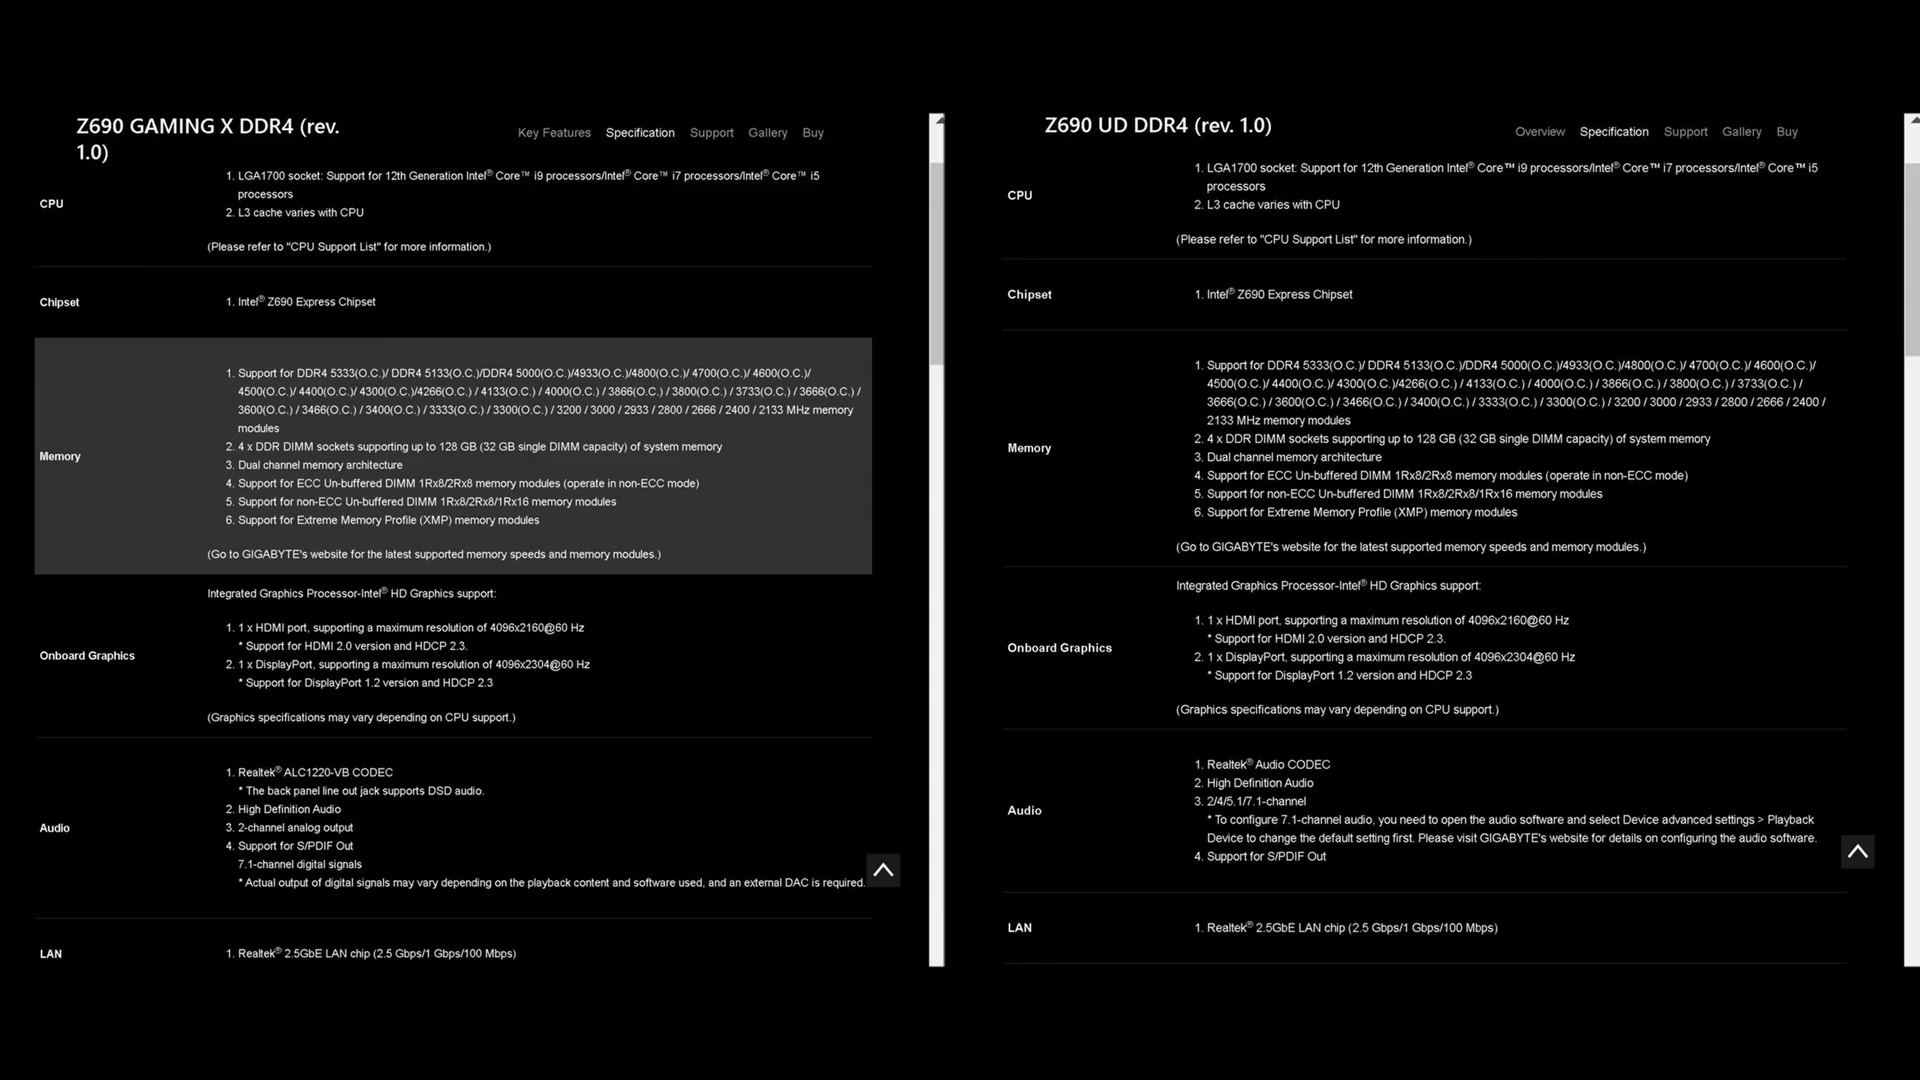 Z690 GAMING X DDR4 (rev.
1.0)
Key Features Specification Support Gallery Buy
CPU
1. LGA1700 socket: Support for 12th Generation Intel® Core™ i9 processors/Intel® Core™ i7 processors/Intel® Core™ i5
processors
2. L3 cache varies with CPU
(Please refer to "CPU Support List" for more information.)
Chipset
1. Intel® Z690 Express Chipset
Memory
1. Support for DDR4 5333(O.C.)/ DDR4 5133(O.C.)/DDR4 5000(O.C.)/4933(O.C.)/4800(O.C.)/ 4700(O.C.)/ 4600(O.C.)/
4500(O.C.)/ 4400(O.C.)/ 4300(O.C.)/4266(O.C.) / 4133(O.C.) / 4000(O.C.) / 3866(O.C.) / 3800(O.C.) / 3733(O.C.) / 3666(O.C.) /
3600(O.C.) / 3466(O.C.) / 3400(O.C.) / 3333(O.C.) / 3300(O.C.) / 3200 / 3000 / 2933 / 2800 / 2666 / 2400 / 2133 MHz memory
modules
2. 4 x DDR DIMM sockets supporting up to 128 GB (32 GB single DIMM capacity) of system memory
3. Dual channel memory architecture
4. Support for ECC Un-buffered DIMM 1Rx8/2Rx8 memory modules (operate in non-ECC mode)
5. Support for non-ECC Un-buffered DIMM 1Rx8/2Rx8/1Rx16 memory modules
6. Support for Extreme Memory Profile (XMP) memory modules
(Go to GIGABYTE's website for the latest supported memory speeds and memory modules.)
Onboard Graphics
Integrated Graphics Processor-Intel® HD Graphics support:
1. 1 x HDMI port, supporting a maximum resolution of 4096x2160@60 Hz
* Support for HDMI 2.0 version and HDCP 2.3.
2. 1 x DisplayPort, supporting a maximum resolution of 4096x2304@60 Hz
* Support for DisplayPort 1.2 version and HDCP 2.3
(Graphics specifications may vary depending on CPU support.)
Audio
1. Realtek® ALC1220-VB CODEC
* The back panel line out jack supports DSD audio.
2. High Definition Audio
3. 2-channel analog output
4. Support for S/PDIF Out
7.1-channel digital signals
* Actual output of digital signals may vary depending on the playback content and software used, and an external DAC is required.
LAN
1. Realtek® 2.5GbE LAN chip (2.5 Gbps/1 Gbps/100 Mbps)
Z690 UD DDR4 (rev. 1.0)
Overview Specification Support Gallery Buy
CPU
1. LGA1700 socket: Support for 12th Generation Intel® Core™ i9 processors/Intel® Core™ i7 processors/Intel® Core™ i5
processors
2. L3 cache varies with CPU
(Please refer to "CPU Support List" for more information.)
Chipset
1. Intel® Z690 Express Chipset
Memory
1. Support for DDR4 5333(O.C.)/ DDR4 5133(O.C.)/DDR4 5000(O.C.)/4933(O.C.)/4800(O.C.)/ 4700(O.C.)/ 4600(O.C.)/
4500(O.C.)/ 4400(O.C.)/ 4300(O.C.)/4266(O.C.) / 4133(O.C.) / 4000(O.C.) / 3866(O.C.) / 3800(O.C.) / 3733(O.C.) /
3666(O.C.) / 3600(O.C.) / 3466(O.C.) / 3400(O.C.) / 3333(O.C.) / 3300(O.C.) / 3200 / 3000 / 2933 / 2800 / 2666 / 2400 /
2133 MHz memory modules
2. 4 x DDR DIMM sockets supporting up to 128 GB (32 GB single DIMM capacity) of system memory
3. Dual channel memory architecture
4. Support for ECC Un-buffered DIMM 1Rx8/2Rx8 memory modules (operate in non-ECC mode)
5. Support for non-ECC Un-buffered DIMM 1Rx8/2Rx8/1Rx16 memory modules
6. Support for Extreme Memory Profile (XMP) memory modules
(Go to GIGABYTE's website for the latest supported memory speeds and memory modules.)
Onboard Graphics
Integrated Graphics Processor-Intel® HD Graphics support:
1. 1 x HDMI port, supporting a maximum resolution of 4096x2160@60 Hz
* Support for HDMI 2.0 version and HDCP 2.3.
2. 1 x DisplayPort, supporting a maximum resolution of 4096x2304@60 Hz
* Support for DisplayPort 1.2 version and HDCP 2.3
(Graphics specifications may vary depending on CPU support.)
Audio
1. Realtek® Audio CODEC
2. High Definition Audio
3. 2/4/5.1/7.1-channel
* To configure 7.1-channel audio, you need to open the audio software and select Device advanced settings > Playback
Device to change the default setting first. Please visit GIGABYTE's website for details on configuring the audio software.
4. Support for S/PDIF Out
LAN
1. Realtek® 2.5GbE LAN chip (2.5 Gbps/1 Gbps/100 Mbps)